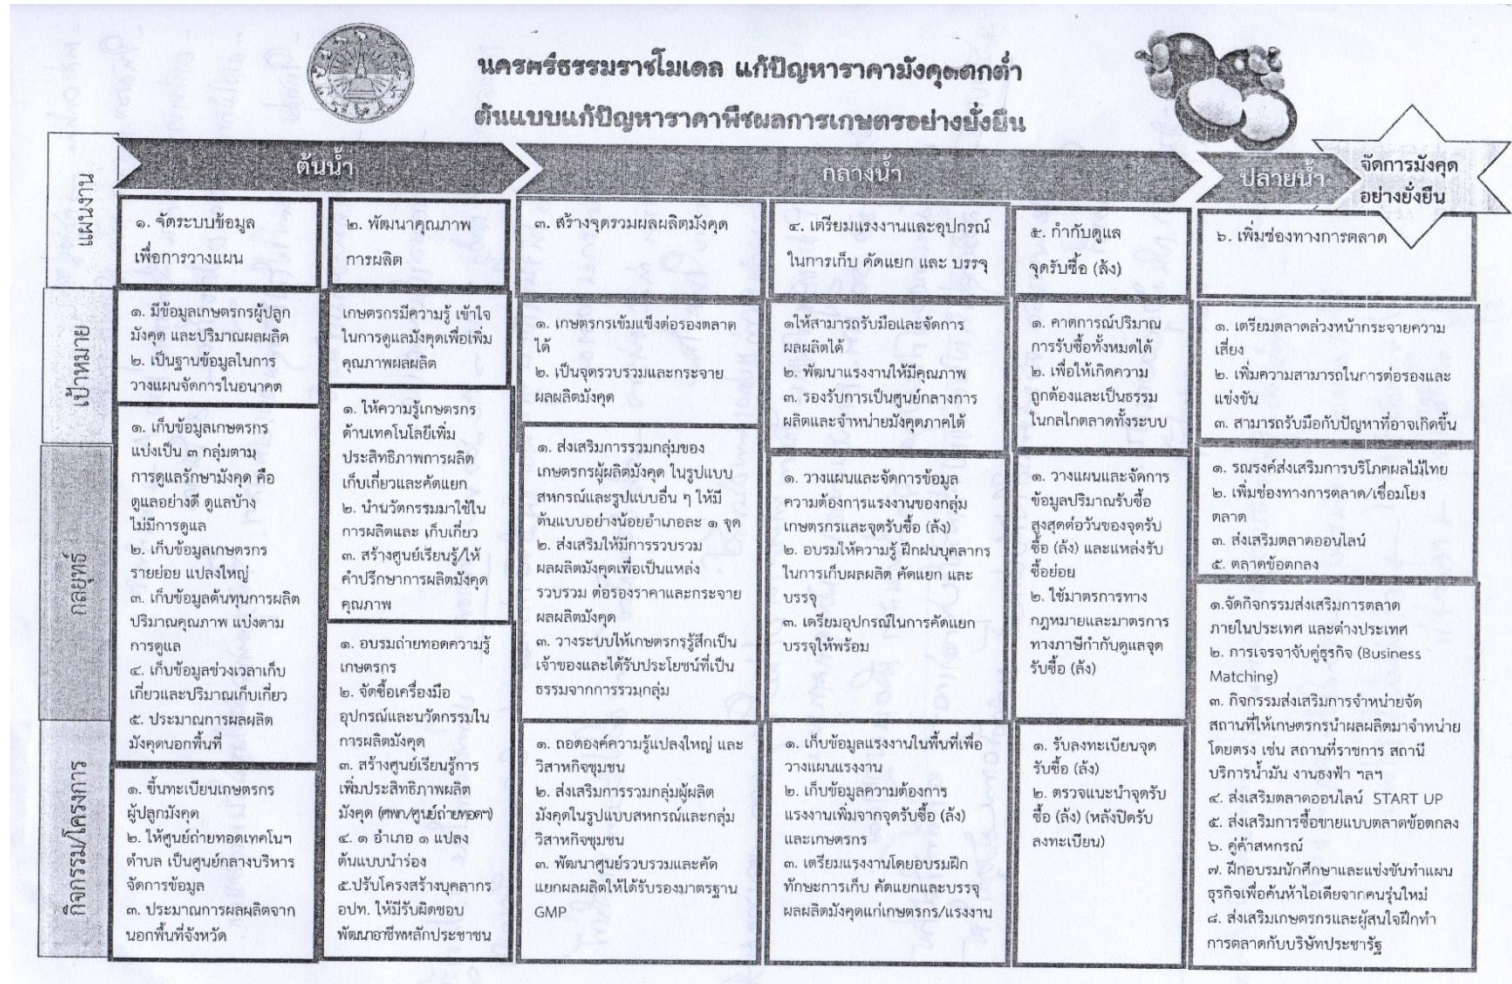 นครศรีธรรมราชโมเดล แก้ปัญหาราคามังคุดตกต่ำ
ต้นแบบแก้ปัญหาราคาพืชผลการเกษตรอย่างยั่งยืน
ต้นน้ำ
กลางน้ำ
ปลายน้ำ
จัดการมังคุด
อย่างยั่งยืน
แผนงาน
๑. จัดระบบข้อมูล
เพื่อการวางแผน
๒. พัฒนาคุณภาพ
การผลิต
๓. สร้างจุดรวมผลผลิตมังคุด
๔. เตรียมแรงงานและอุปกรณ์
ในการเก็บ คัดแยก และ บรรจุ
๕. กำกับดูแล
จุดรับซื้อ (ล้ง)
๖. เพิ่มช่องทางการตลาด
เป้าหมาย
๑. มีข้อมูลเกษตรกรผู้ปลูก
มังคุด และปริมาณผลผลิต
๒. เป็นฐานข้อมูลในการ
วางแผนจัดการในอนาคต
เกษตรกรมีความรู้ เข้าใจ
ในการดูแลมังคุดเพื่อเพิ่ม
คุณภาพผลผลิต
๑. เกษตรกรเข้มแข็งต่อรองตลาด
ได้
๒. เป็นจุดรวบรวมและกระจาย
ผลผลิตมังคุด
๑ให้สามารถรับมือและจัดการ
ผลผลิตได้
๒. พัฒนาแรงงานให้มีคุณภาพ
๓. รองรับการเป็นศูนย์กลางการ
ผลิตและจำหน่ายมังคุดภาคใต้
๑. คาดการณ์ปริมาณ
การรับซื้อทั้งหมดได้
๒. เพื่อให้เกิดความ
ถูกต้องและเป็นธรรม
ในกลไกตลาดทั้งระบบ
๑. เตรียมตลาดล่วงหน้ากระจายความ
เสี่ยง
๒. เพิ่มความสามารถในการต่อรองและ
แข่งขัน
๓. สามารถรับมือกับปัญหาที่อาจเกิดขึ้น
กลยุทธ์
๑. เก็บข้อมูลเกษตรกร
แบ่งเป็น ๓ กลุ่มตาม
การดูแลรักษามังคุด คือ
ดูแลอย่างดี ดูแลบ้าง
ไม่มีการดูแล
๒. เก็บข้อมูลเกษตรกร
รายย่อย แปลงใหญ่
๓. เก็บข้อมูลต้นทุนการผลิต
ปริมาณคุณภาพ แบ่งตาม
การดูแล
๔. เก็บข้อมูลช่วงเวลาเก็บ
เกี่ยวและปริมาณเก็บเกี่ยว
๕. ประมาณการผลผลิต
มังคุดนอกพื้นที่
๑. ให้ความรู้เกษตรกร
ด้านเทคโนโลยีเพิ่ม
ประสิทธิภาพการผลิต
เก็บเกี่ยวและคัดแยก
๒. นำนวัตกรรมมาใช้ใน
การผลิตและ เก็บเกี่ยว
๓. สร้างศูนย์เรียนรู้/ให้
คำปรึกษาการผลิตมังคุด
คุณภาพ
๑. ส่งเสริมการรวมกลุ่มของ
เกษตรกรผู้ผลิตมังคุด ในรูปแบบ
สหกรณ์และรูปแบบอื่น ๆ ให้มี
ต้นแบบอย่างน้อยอำเภอละ ๑ จุด
๒. ส่งเสริมให้มีการรวบรวม
ผลผลิตมังคุดเพื่อเป็นแหล่ง
รวบรวม ต่อรองราคาและกระจาย
ผลผลิตมังคุด
๓. วางระบบให้เกษตรกรรู้สึกเป็น
เจ้าของและได้รับประโยชน์ที่เป็น
ธรรมจากการรวมกลุ่ม
๑. วางแผนและจัดการข้อมูล
ความต้องการแรงงานของกลุ่ม
เกษตรกรและจุดรับซื้อ (ล้ง)
๒. อบรมให้ความรู้ ฝึกฝนบุคลากร
ในการเก็บผลผลิต คัดแยก และ
บรรจุ
๓. เตรียมอุปกรณ์ในการคัดแยก
บรรจุให้พร้อม
๑. วางแผนและจัดการ
ข้อมูลปริมาณรับซื้อ
สูงสุดต่อวันของจุดรับ
ซื้อ (ล้ง) และแหล่งรับ
ซื้อย่อย
๒. ใช้มาตรการทาง
กฎหมายและมาตรการ
ทางภาษีกำกับดูแลจุด
รับซื้อ (ล้ง)
๑. รณรงค์ส่งเสริมการบริโภคผลไม้ไทย
๒. เพิ่มช่องทางการตลาด/เชื่อมโยง
ตลาด
๓. ส่งเสริมตลาดออนไลน์
๕. ตลาดข้อตกลง
กิจกรรม/โครงการ
๑. ขึ้นทะเบียนเกษตรกร
ผู้ปลูกมังคุด
๒. ให้ศูนย์ถ่ายทอดเทคโนฯ
ตำบล เป็นศูนย์กลางบริหาร
จัดการข้อมูล
๓. ประมาณการผลผลิตจาก
นอกพื้นที่จังหวัด
๑. อบรมถ่ายทอดความรู้
เกษตรกร
๒. จัดซื้อเครื่องมือ
อุปกรณ์และนวัตกรรมใน
การผลิตมังคุด
๓. สร้างศูนย์เรียนรู้การ
เพิ่มประสิทธิภาพผลิต
มังคุด (ศพก/ศูนย์ถ่ายทอดฯ)
๔. ๑ อำเภอ ๑ แปลง
ต้นแบบนำร่อง
๕.ปรับโครงสร้างบุคลากร
อปท. ให้มีรับผิดชอบ
พัฒนาอาชีพหลักประชาชน
๑. ถอดองค์ความรู้แปลงใหญ่ และ
วิสาหกิจชุมชน
๒. ส่งเสริมการรวมกลุ่มผู้ผลิต
มังคุดในรูปแบบสหกรณ์และกลุ่ม
วิสาหกิจชุมชน
๓. พัฒนาศูนย์รวบรวมและคัด
แยกผลผลิตให้ได้รับรองมาตรฐาน
GMP
๑. เก็บข้อมูลแรงงานในพื้นที่เพื่อ
วางแผนแรงงาน
๒. เก็บข้อมูลความต้องการ
แรงงานเพิ่มจากจุดรับซื้อ (ล้ง)
และเกษตรกร
๓. เตรียมแรงงานโดยอบรมฝึก
ทักษะการเก็บ คัดแยกและบรรจุ
ผลผลิตมังคุดแก่เกษตรกร/แรงงาน
๑. รับลงทะเบียนจุด
รับซื้อ (ล้ง)
๒. ตรวจแนะนำจุดรับ
ซื้อ (ล้ง) (หลังปิดรับ
ลงทะเบียน)
๑.จัดกิจกรรมส่งเสริมการตลาด
ภายในประเทศ และต่างประเทศ
๒. การเจรจาจับคู่ธุรกิจ (Business
Matching)
๓. กิจกรรมส่งเสริมการจำหน่ายจัด
สถานที่ให้เกษตรกรนำผลผลิตมาจำหน่าย
โดยตรง เช่น สถานที่ราชการ สถานี
บริการน้ำมัน งานธงฟ้า ฯลฯ
๔. ส่งเสริมตลาดออนไลน์ START UP
๕. ส่งเสริมการซื้อขายแบบตลาดข้อตกลง
๖. คู่ค้าสหกรณ์
๗. ฝึกอบรมนักศึกษาและแข่งขันทำแผน
ธุรกิจเพื่อค้นหาไอเดียจากคนรุ่นใหม่
๘. ส่งเสริมเกษตรกรและผู้สนใจฝึกทำ
การตลาดกับบริษัทประชารัฐ